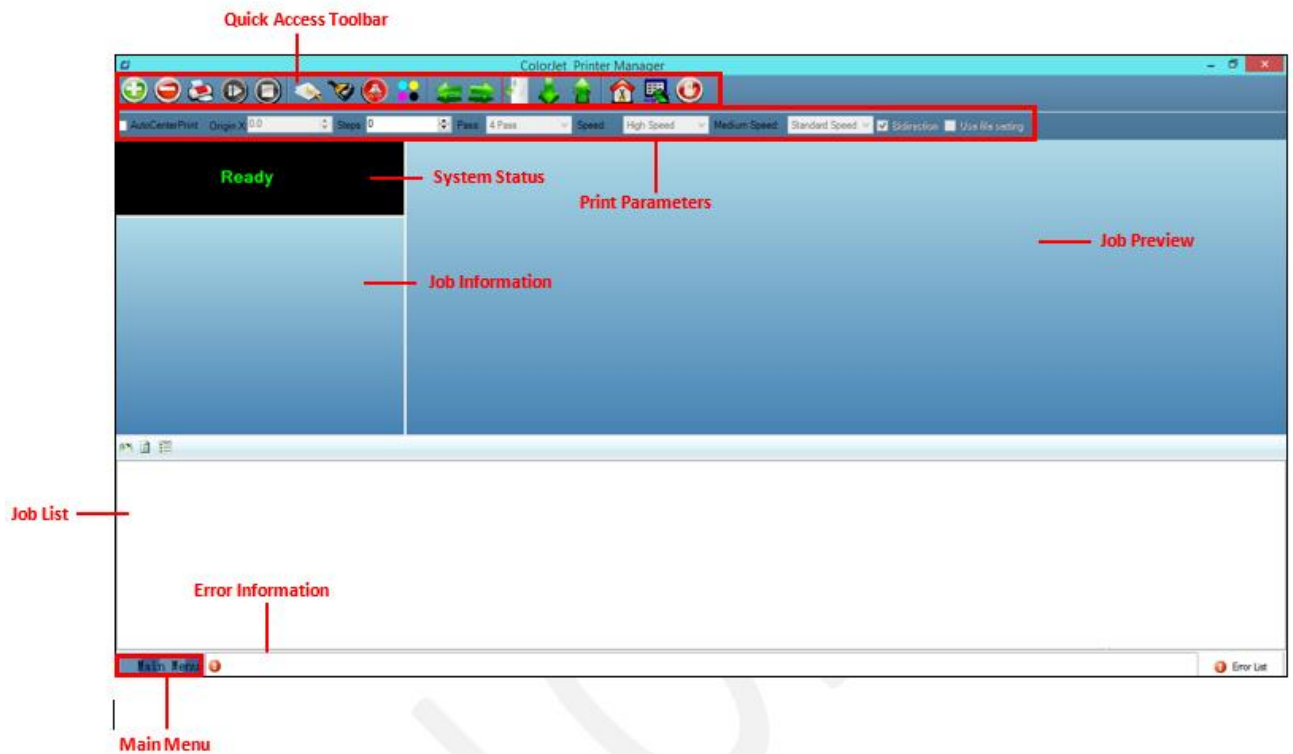 Quick Access Toolbar
ColorJet Printer Manager
AutoCenterPrint Origin X 0.0 Steps 0 Pass 4 Pass Speed High Speed Medium Speed Standard Speed Bidirection Use file setting
Ready
System Status
Print Parameters
Job Preview
Job Information
Job List
Error Information
Main Menu
Error List
Main Menu